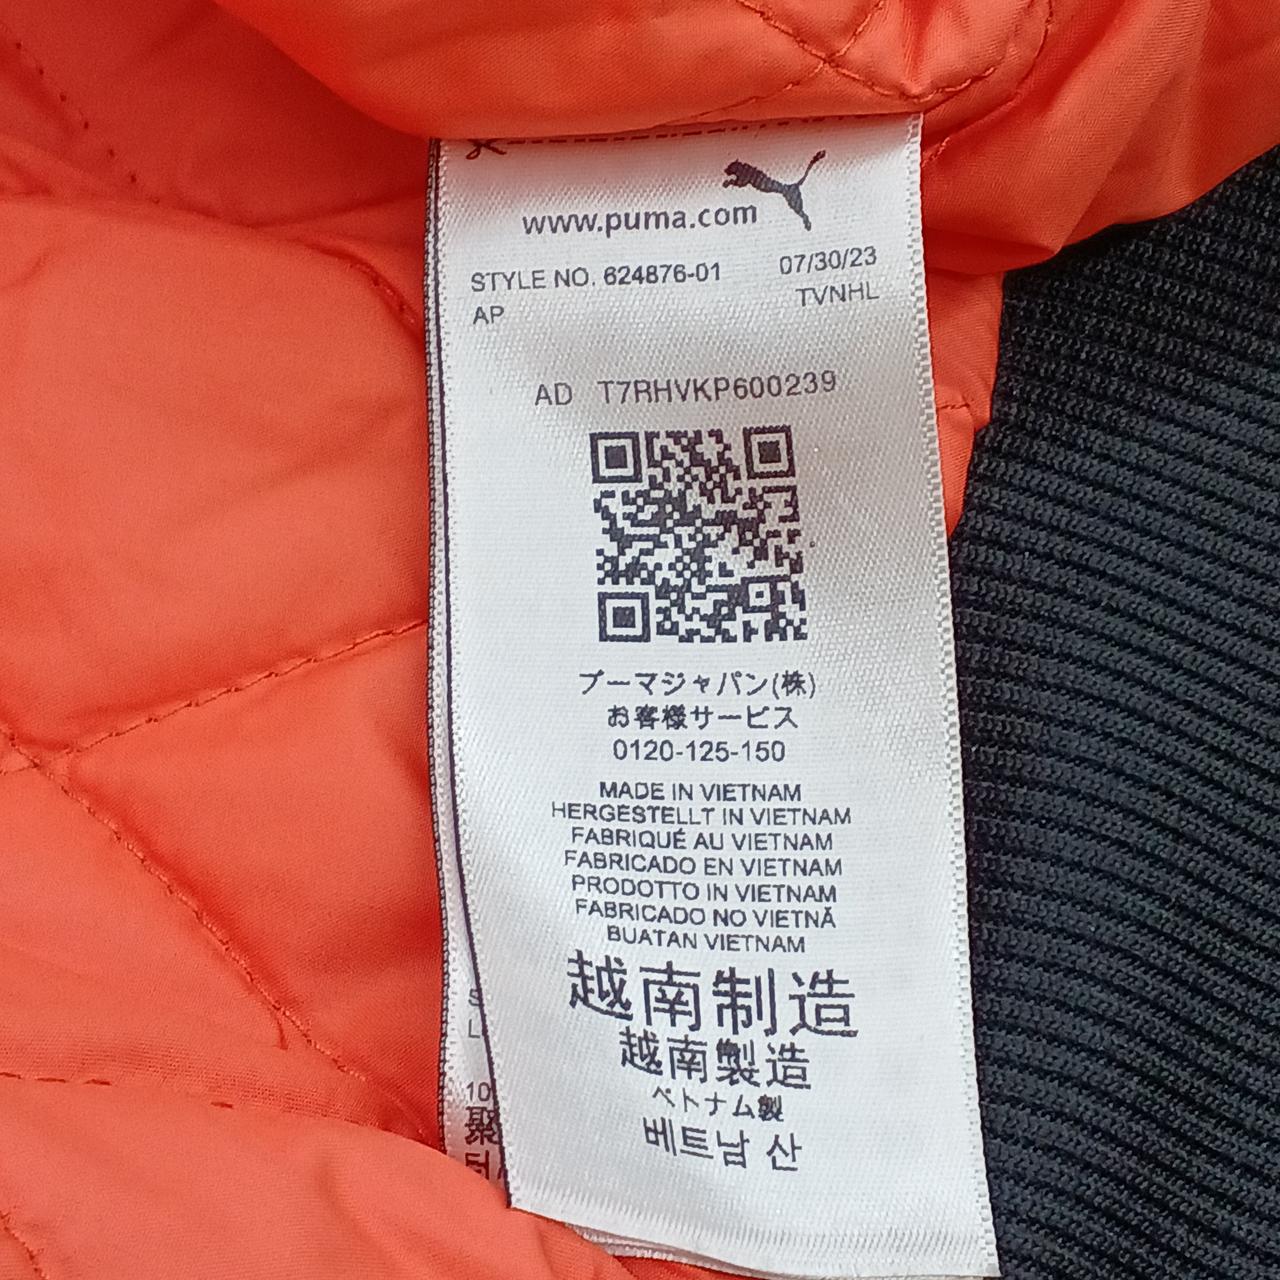 www.puma.com
STYLE NO. 624876-01 07/30/23
AP TVNHL
AD T7RHVKP600239
プーマジャパン(株)
お客様サービス
0120-125-150
MADE IN VIETNAM
HERGESTELLT IN VIETNAM
FABRIQUÉ AU VIETNAM
FABRICADO EN VIETNAM
PRODOTTO IN VIETNAM
FABRICADO NO VIETNÃ
BUATAN VIETNAM
越南制造
越南製造
ベトナム製
베트남 산
10